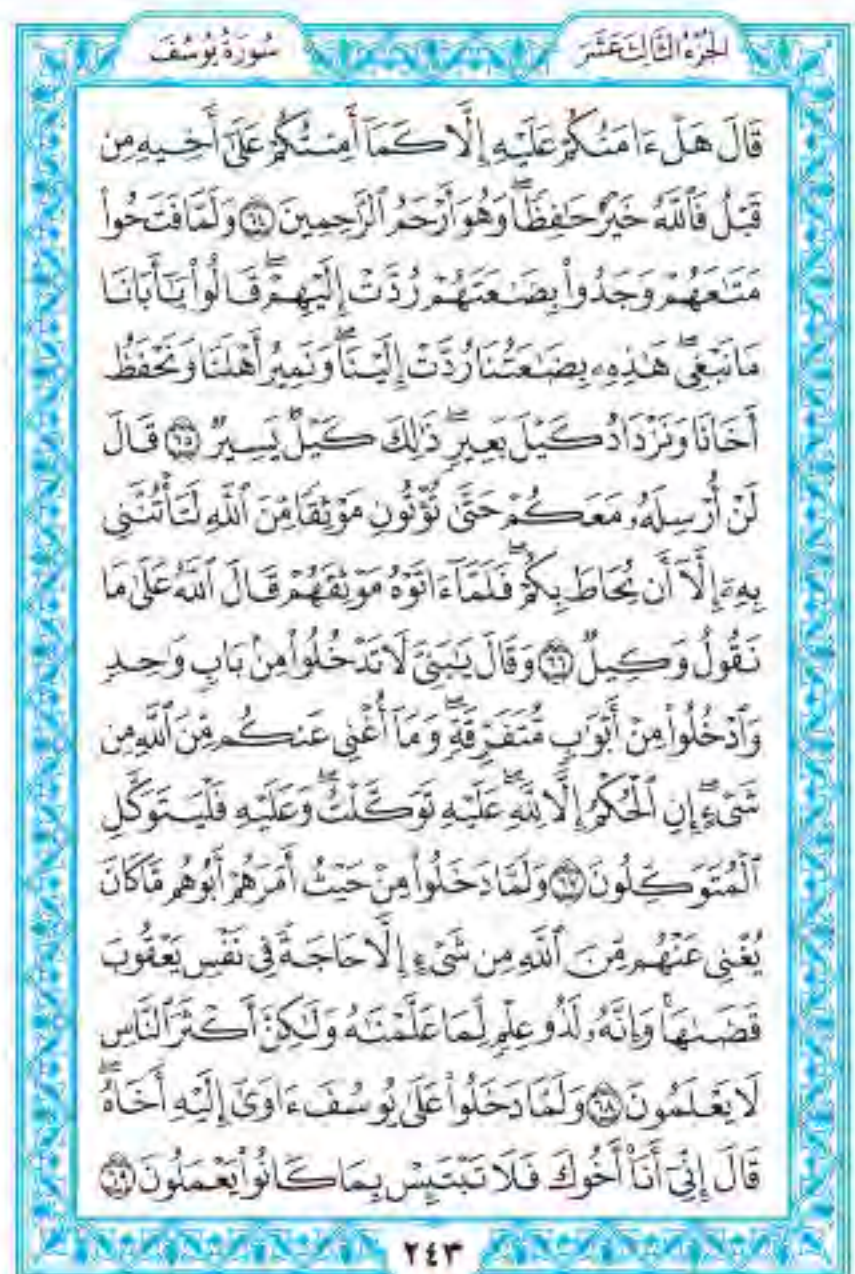 الجُزْءُ الثَّالِثَ عَشَرَ
سُورَةُ يُوسُفَ
قَالَ هَلْ ءَامَنُكُمْ عَلَيْهِ إِلَّا كَمَآ أَمِنتُكُمْ عَلَىٰٓ أَخِيهِ مِن
قَبْلُ فَٱللَّهُ خَيْرٌ حَٰفِظًاۖ وَهُوَ أَرْحَمُ ٱلرَّٰحِمِينَ ٦٤ وَلَمَّا فَتَحُواْ
مَتَٰعَهُمْ وَجَدُواْ بِضَٰعَتَهُمْ رُدَّتْ إِلَيْهِمْۖ قَالُواْ يَٰٓأَبَانَا
مَا نَبْغِيۖ هَٰذِهِۦ بِضَٰعَتُنَا رُدَّتْ إِلَيْنَاۖ وَنَمِيرُ أَهْلَنَا وَنَحْفَظُ
أَخَانَا وَنَزْدَادُ كَيْلَ بَعِيرٖۖ ذَٰلِكَ كَيْلٞ يَسِيرٞ ٦٥ قَالَ
لَنْ أُرْسِلَهُۥ مَعَكُمْ حَتَّىٰ تُؤْتُونِ مَوْثِقٗا مِّنَ ٱللَّهِ لَتَأْتُنَّنِي
بِهِۦٓ إِلَّآ أَن يُحَاطَ بِكُمْۖ فَلَمَّآ ءَاتَوْهُ مَوْثِقَهُمْ قَالَ ٱللَّهُ عَلَىٰ مَا
نَقُولُ وَكِيلٞ ٦٦ وَقَالَ يَٰبَنِيَّ لَا تَدْخُلُواْ مِنۢ بَابٖ وَٰحِدٖ
وَٱدْخُلُواْ مِنْ أَبْوَٰبٖ مُّتَفَرِّقَةٖۖ وَمَآ أُغْنِي عَنكُم مِّنَ ٱللَّهِ مِن
شَيْءٍۖ إِنِ ٱلْحُكْمُ إِلَّا لِلَّهِۖ عَلَيْهِ تَوَكَّلْتُۖ وَعَلَيْهِ فَلْيَتَوَكَّلِ
ٱلْمُتَوَكِّلُونَ ٦٧ وَلَمَّا دَخَلُواْ مِنْ حَيْثُ أَمَرَهُمْ أَبُوهُم مَّا كَانَ
يُغْنِي عَنْهُم مِّنَ ٱللَّهِ مِن شَيْءٍ إِلَّا حَاجَةٗ فِي نَفْسِ يَعْقُوبَ
قَضَىٰهَاۚ وَإِنَّهُۥ لَذُو عِلْمٖ لِّمَا عَلَّمْنَٰهُ وَلَٰكِنَّ أَكْثَرَ ٱلنَّاسِ
لَا يَعْلَمُونَ ٦٨ وَلَمَّا دَخَلُواْ عَلَىٰ يُوسُفَ ءَاوَىٰٓ إِلَيْهِ أَخَاهُۖ
قَالَ إِنِّيٓ أَنَا۠ أَخُوكَ فَلَا تَبْتَئِسْ بِمَا كَانُواْ يَعْمَلُونَ ٦٩
٢٤٣